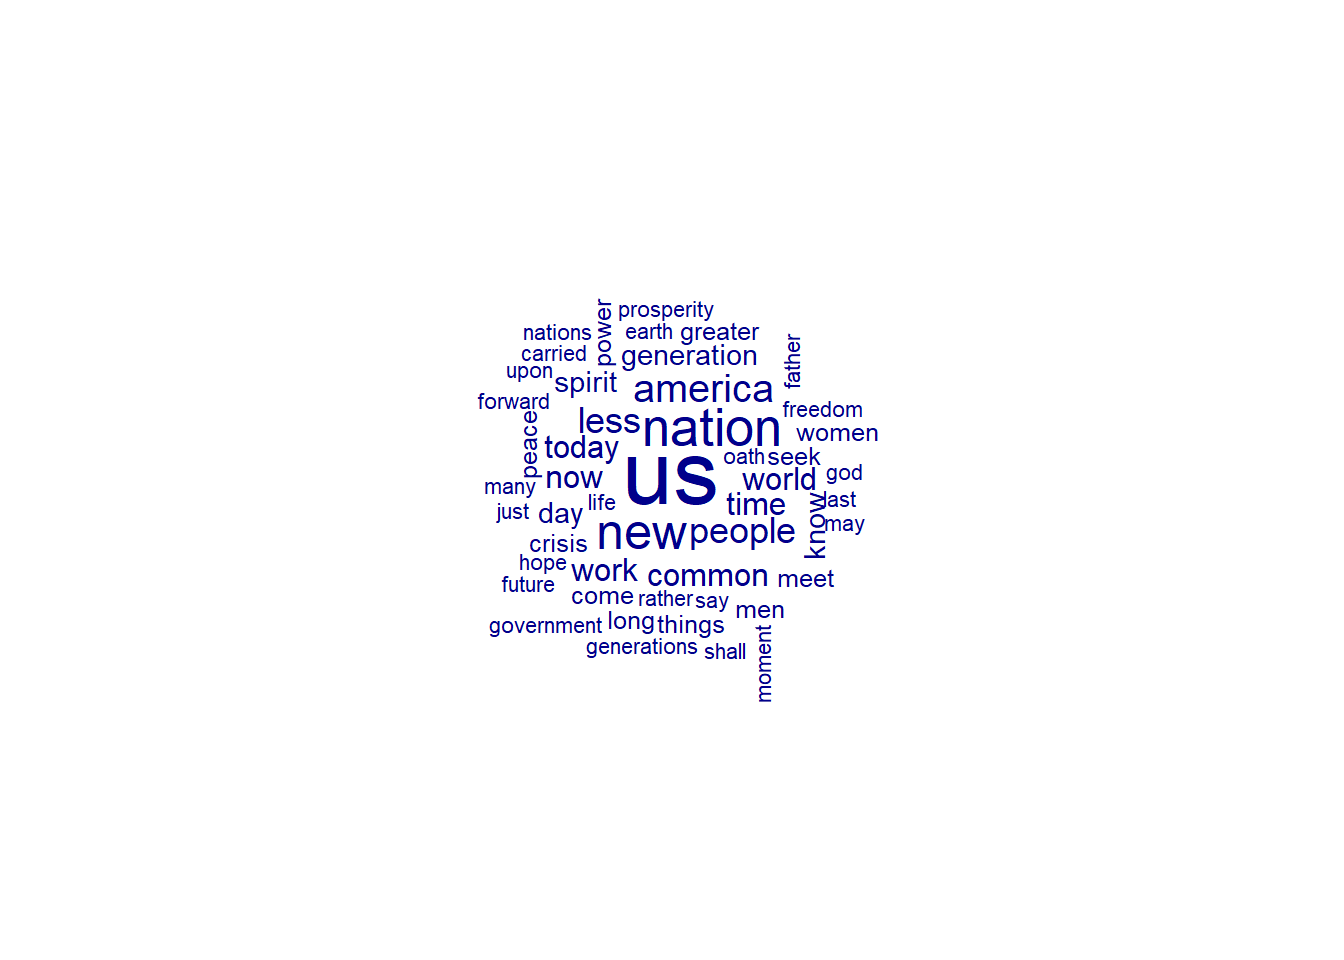 prosperity
power
nations
earth
greater
carried
generation
father
upon
spirit
america
forward
freedom
less
nation
women
peace
today
oath
seek
us
now
world
god
many
life
time
last
just
day
know
may
new
people
crisis
hope
work
common
meet
future
come
rather
say
men
government
long
things
generations
shall
moment